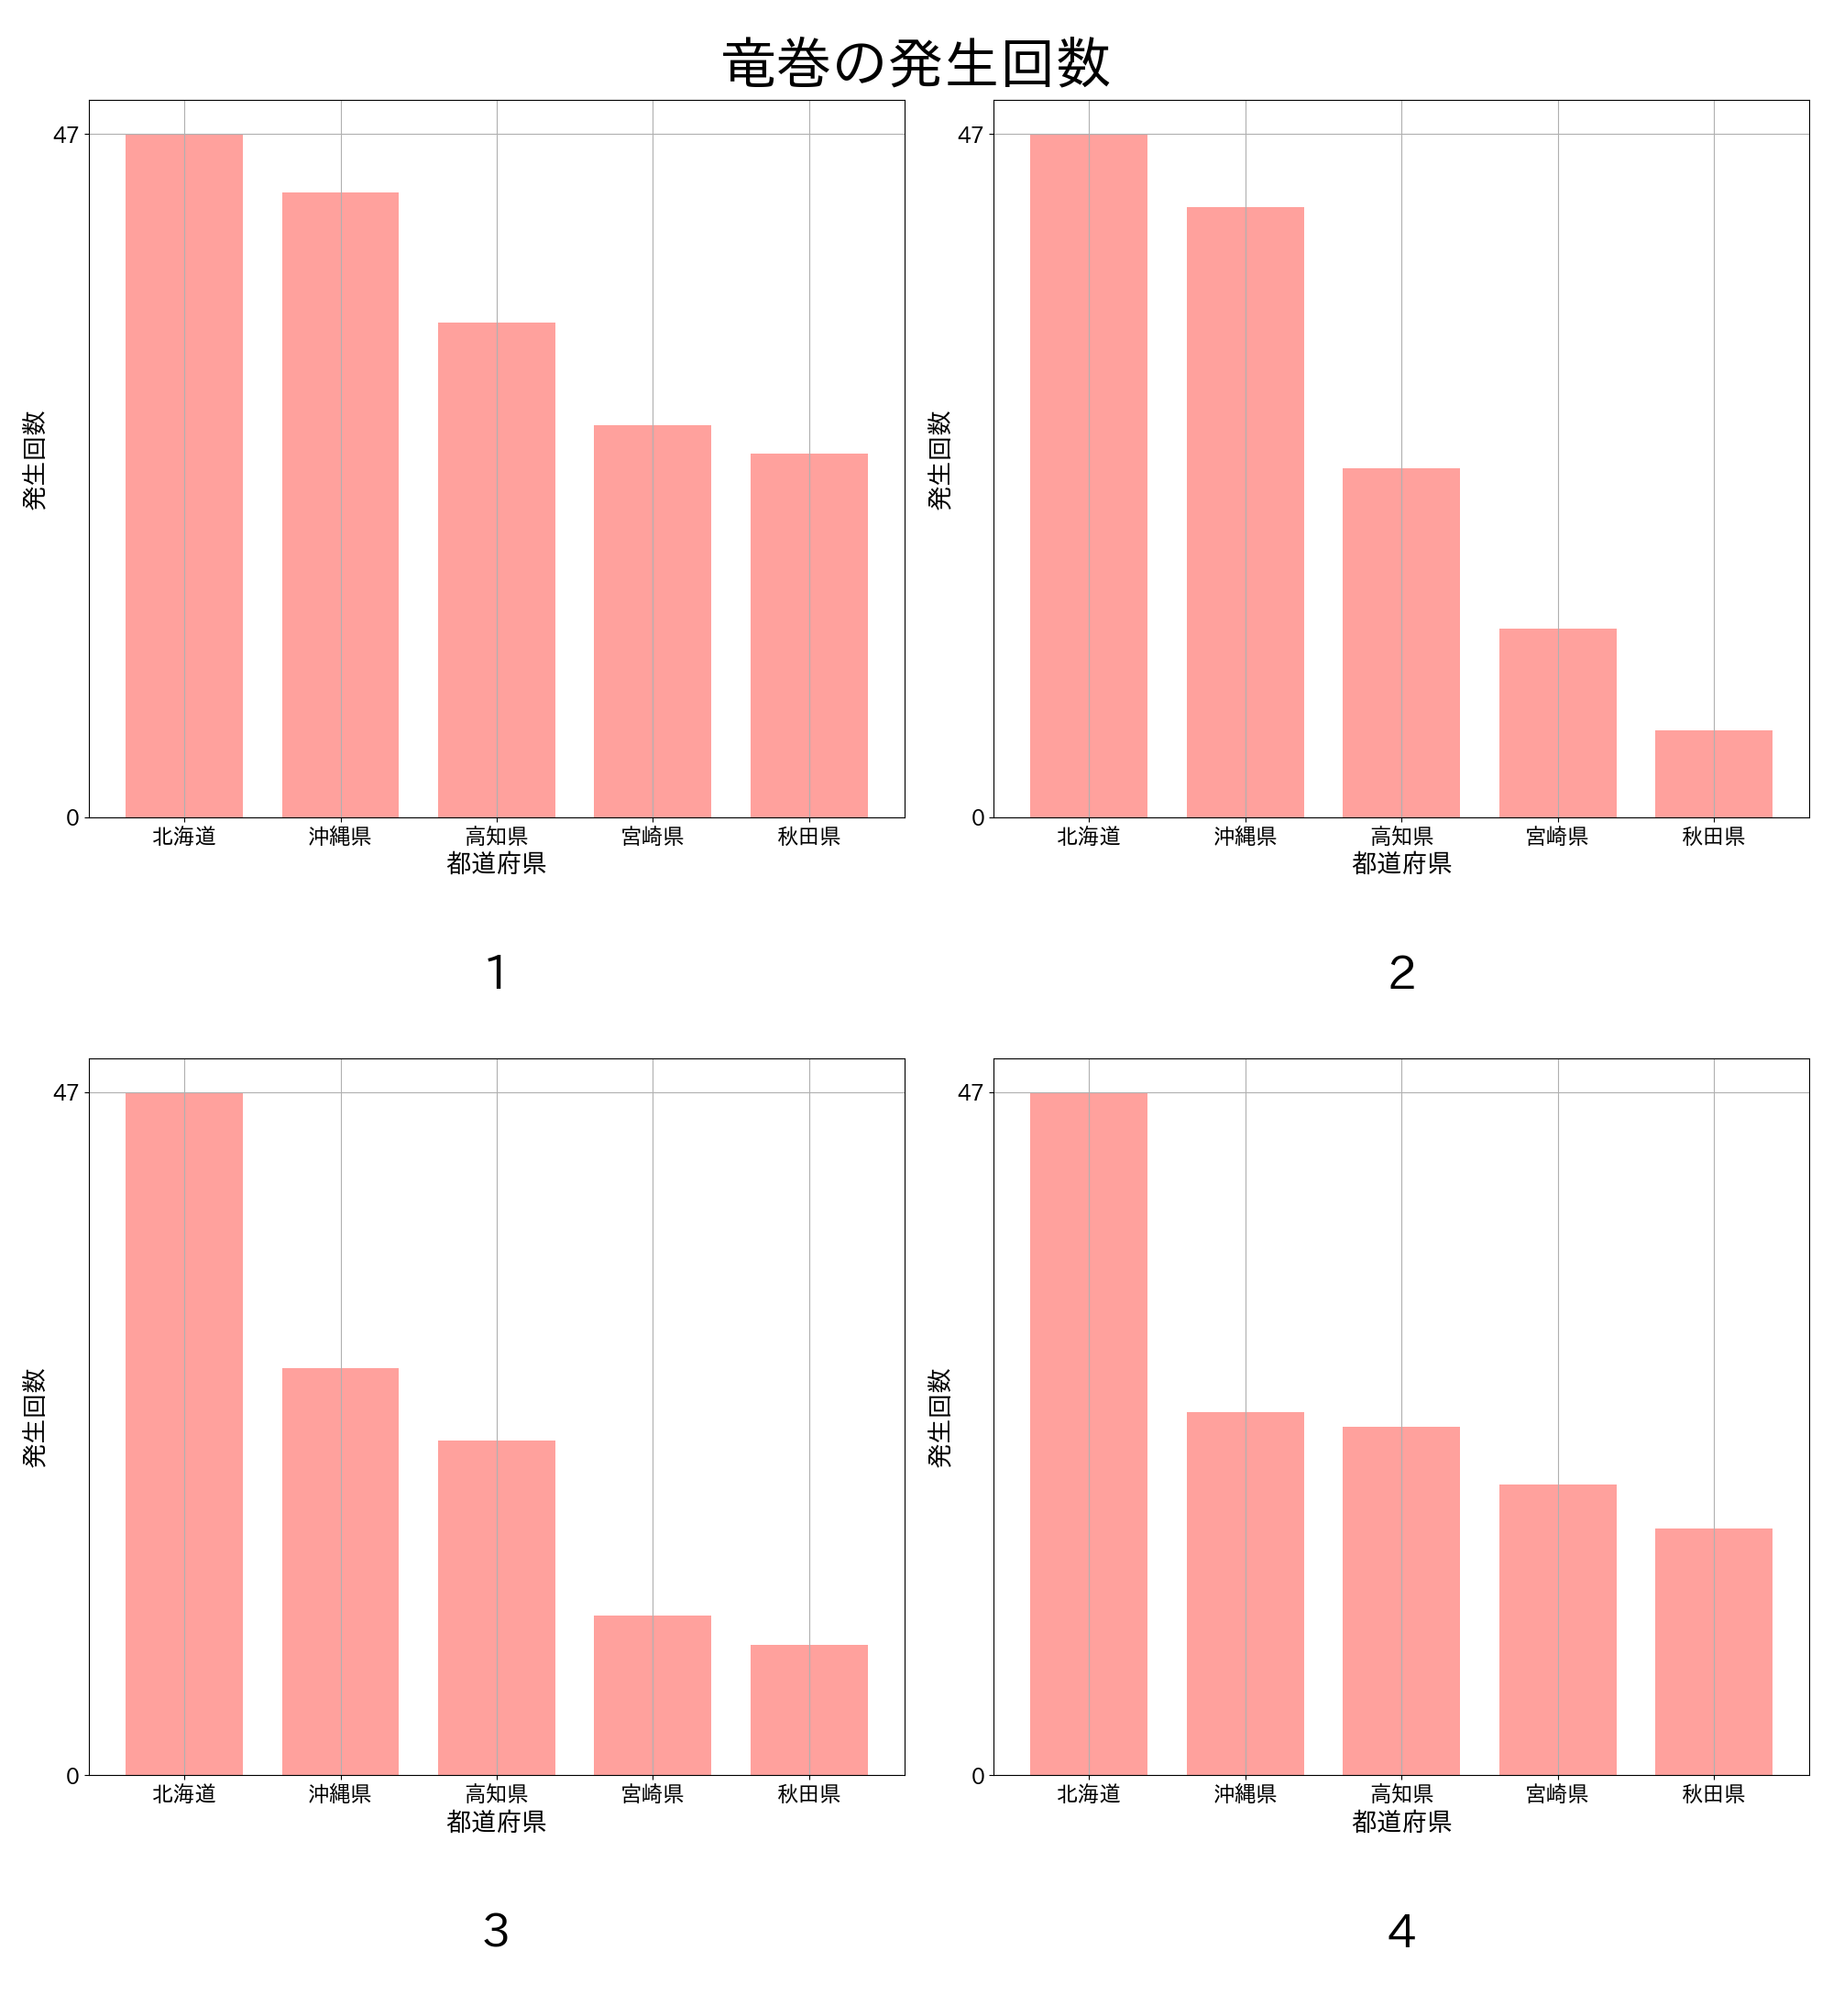 竜巻の発生回数
47
0
発生回数
北海道 沖縄県 高知県 宮崎県 秋田県
都道府県
1
47
0
発生回数
北海道 沖縄県 高知県 宮崎県 秋田県
都道府県
2
47
0
発生回数
北海道 沖縄県 高知県 宮崎県 秋田県
都道府県
3
47
0
発生回数
北海道 沖縄県 高知県 宮崎県 秋田県
都道府県
4